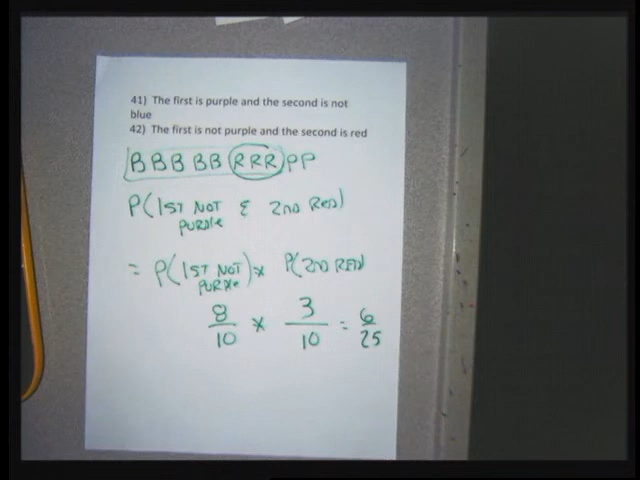 41) The first is purple and the second is not
blue
42) The first is not purple and the second is red
BBBBBRRRPP
P(1ST NOT PURPLE & 2ND RED)
= P(1ST NOT PURPLE) * P(2ND RED)
8/10 * 3/10 = 6/25